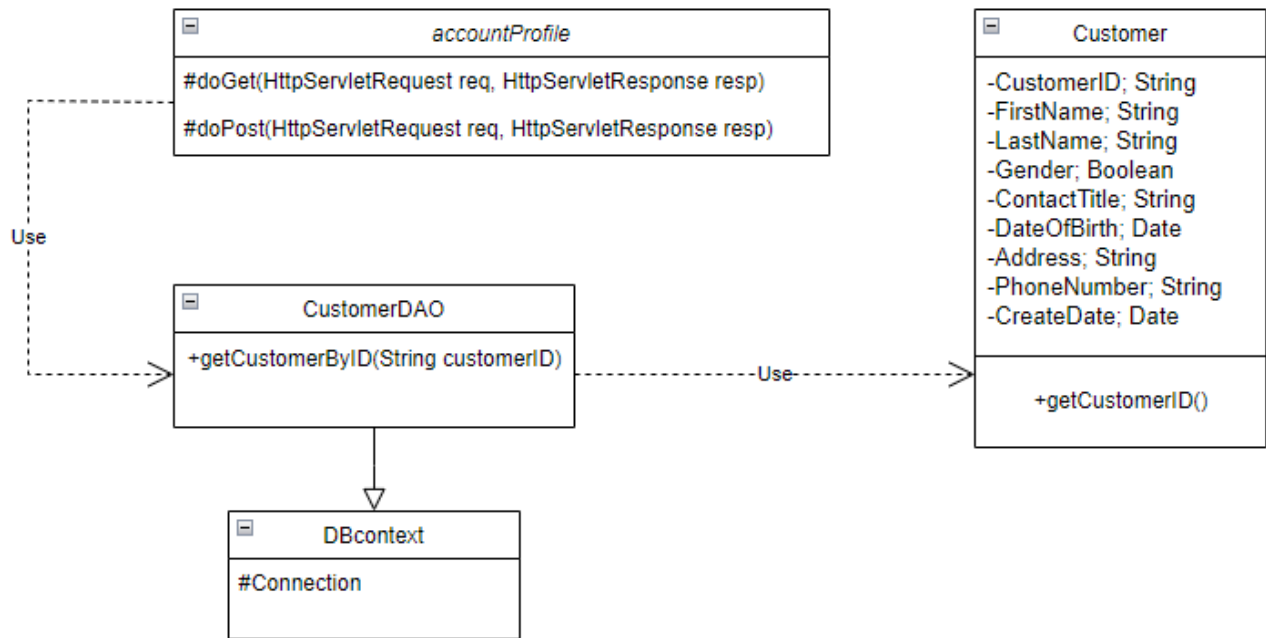 accountProfile
#doGet(HttpServletRequest req, HttpServletResponse resp)
#doPost(HttpServletRequest req, HttpServletResponse resp)
Customer
-CustomerID; String
-FirstName; String
-LastName; String
-Gender; Boolean
-ContactTitle; String
-DateOfBirth; Date
-Address; String
-PhoneNumber; String
-CreateDate; Date
+getCustomerID()
Use
CustomerDAO
+getCustomerByID(String customerID)
Use
DBcontext
#Connection